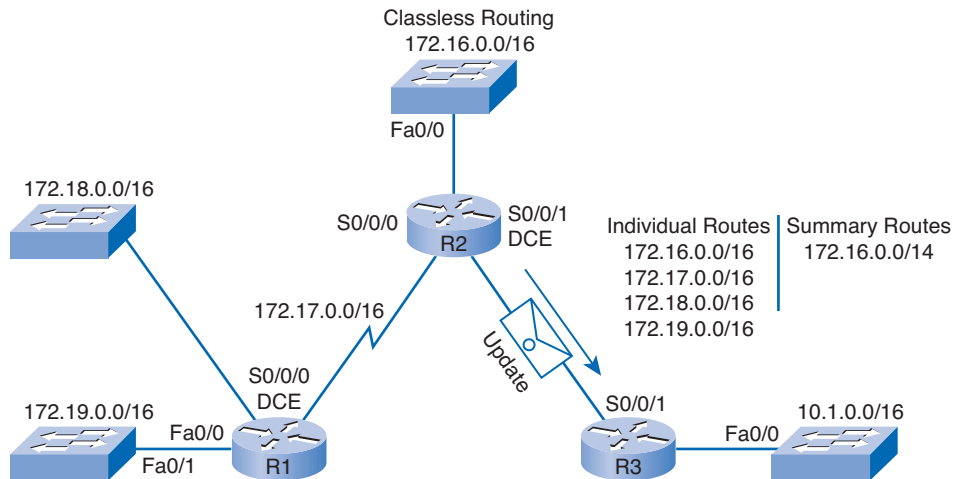 Classless Routing
172.16.0.0/16
Fa0/0
172.18.0.0/16
S0/0/0
R2
S0/0/1
DCE
Individual Routes
172.16.0.0/16
172.17.0.0/16
172.18.0.0/16
172.19.0.0/16
Summary Routes
172.16.0.0/14
172.17.0.0/16
Update
S0/0/0
DCE
172.19.0.0/16
Fa0/0
Fa0/1
R1
S0/0/1
R3
Fa0/0
10.1.0.0/16